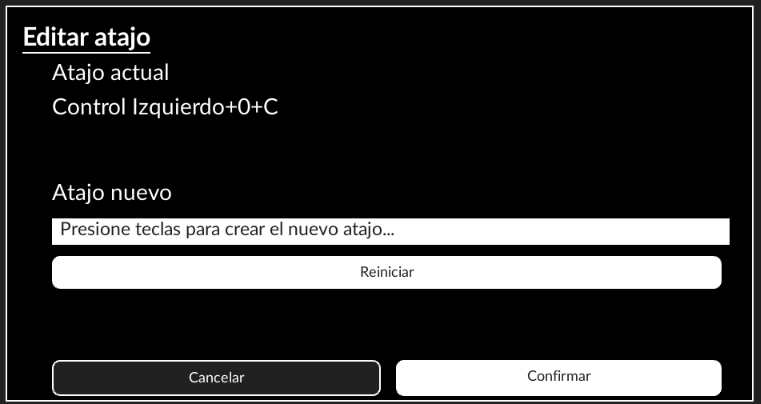 Editar atajo
Atajo actual
Control Izquierdo+0+C
Atajo nuevo
Presione teclas para crear el nuevo atajo...
Reiniciar
Cancelar
Confirmar